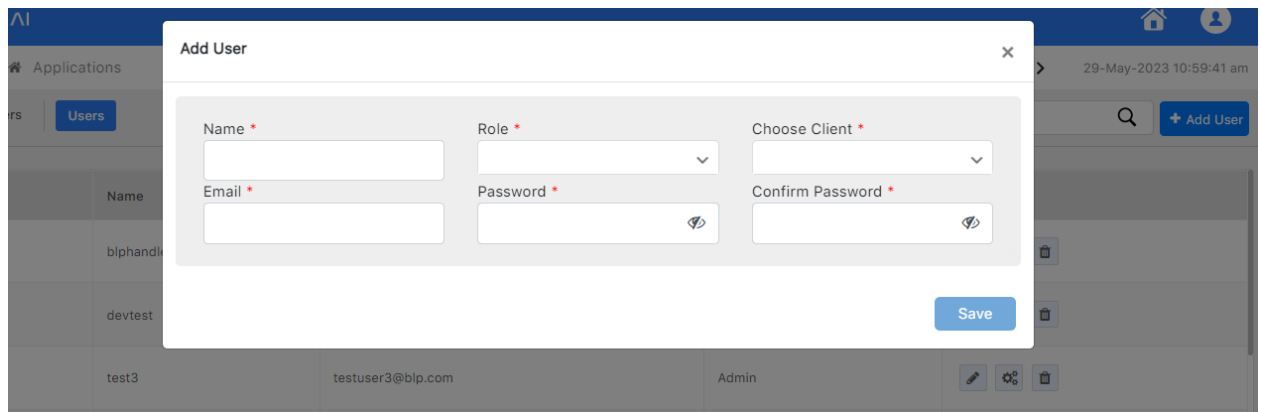 AI
Add User
×
Applications
29-May-2023 10:59:41 am
Users
+ Add User
Name *
Role *
Choose Client *
Email *
Password *
Confirm Password *
Name
devtest
Save
test3
testuser3@blp.com
Admin